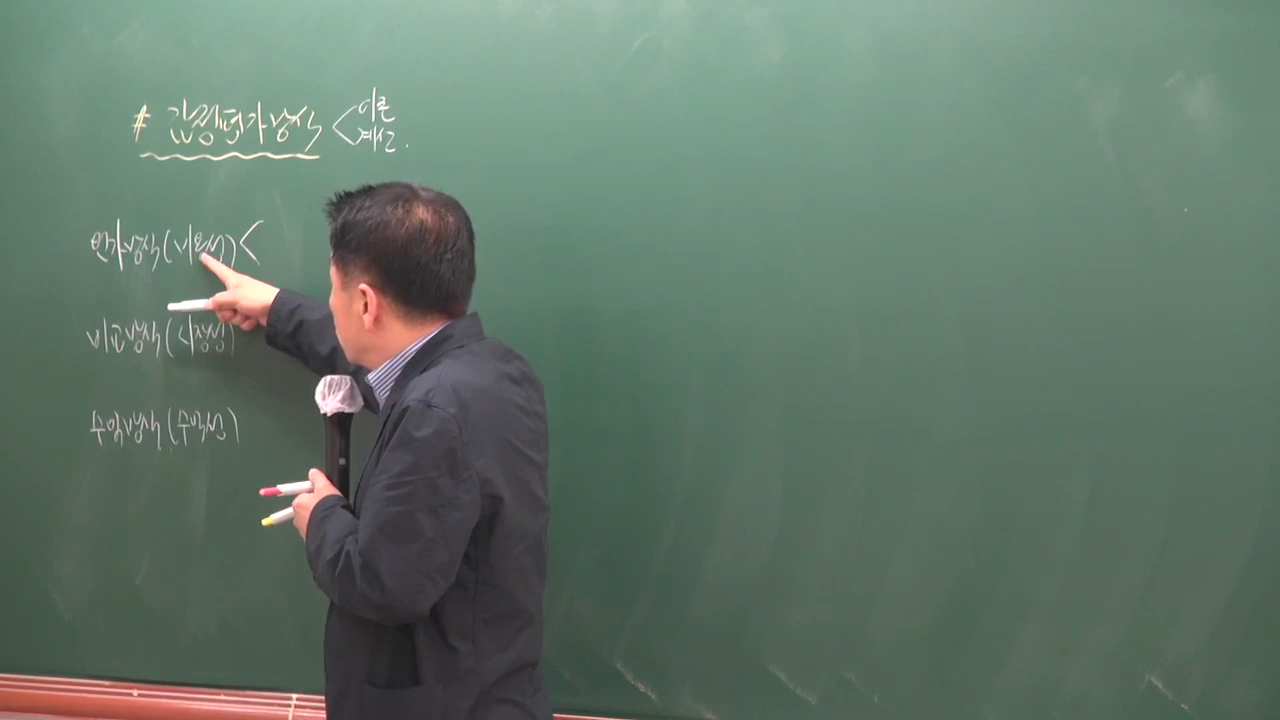 # 감정평가방식 < 이론
계산.
원가방식(비용성) <
비교방식(시장성)
수익방식(수익성)